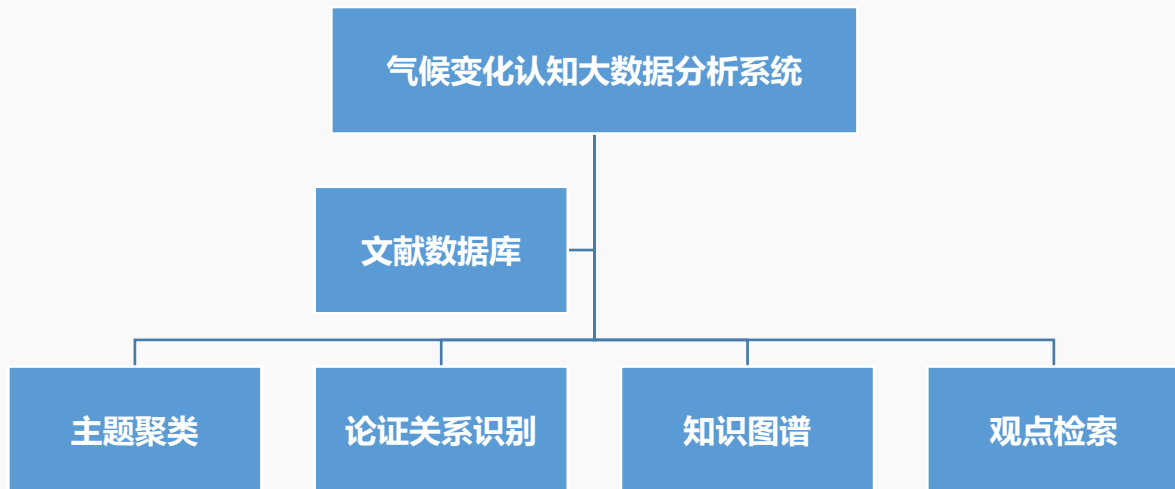 气候变化认知大数据分析系统
文献数据库
主题聚类
论证关系识别
知识图谱
观点检索